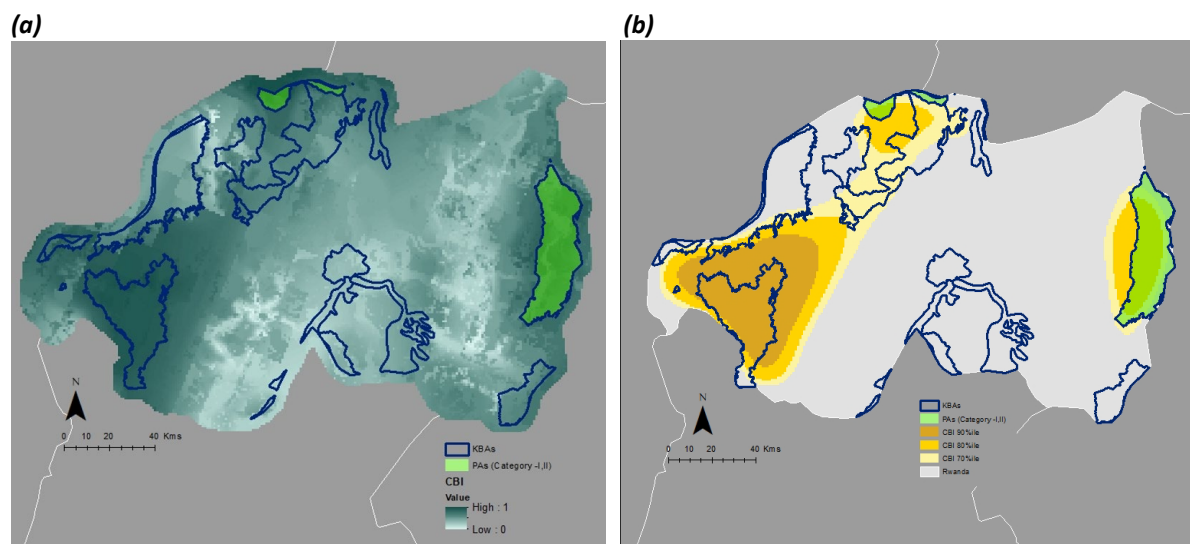 (a)
N
0 10 20 40 Kms
KBAs
PAs (Category -I,II)
CBI
Value
High : 1
Low : 0
(b)
N
0 10 20 40 Kms
KBAs
PAs (Category -I,II)
CBI 90%ile
CBI 80%ile
CBI 70%ile
Rwanda